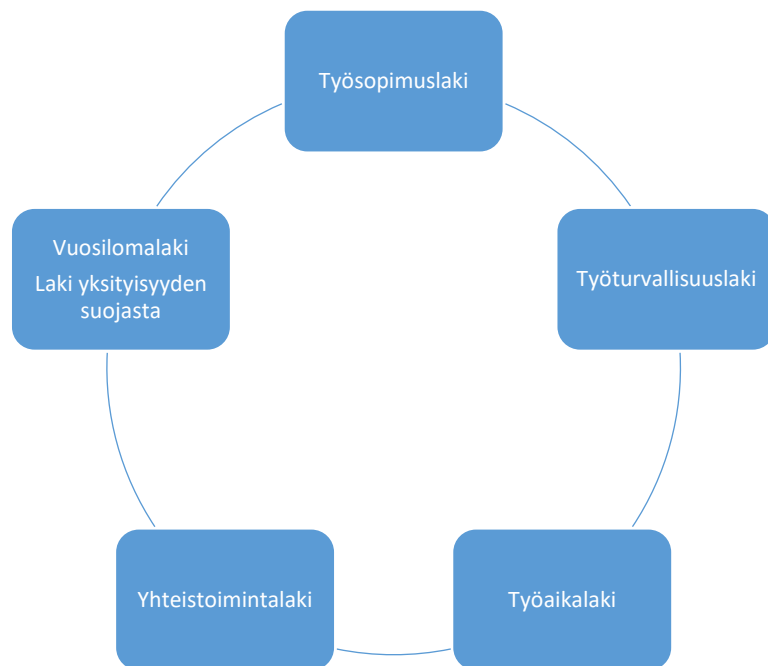 Työsopimuslaki
Työturvallisuuslaki
Työaikalaki
Yhteistoimintalaki
Vuosilomalaki
Laki yksityisyyden
suojasta